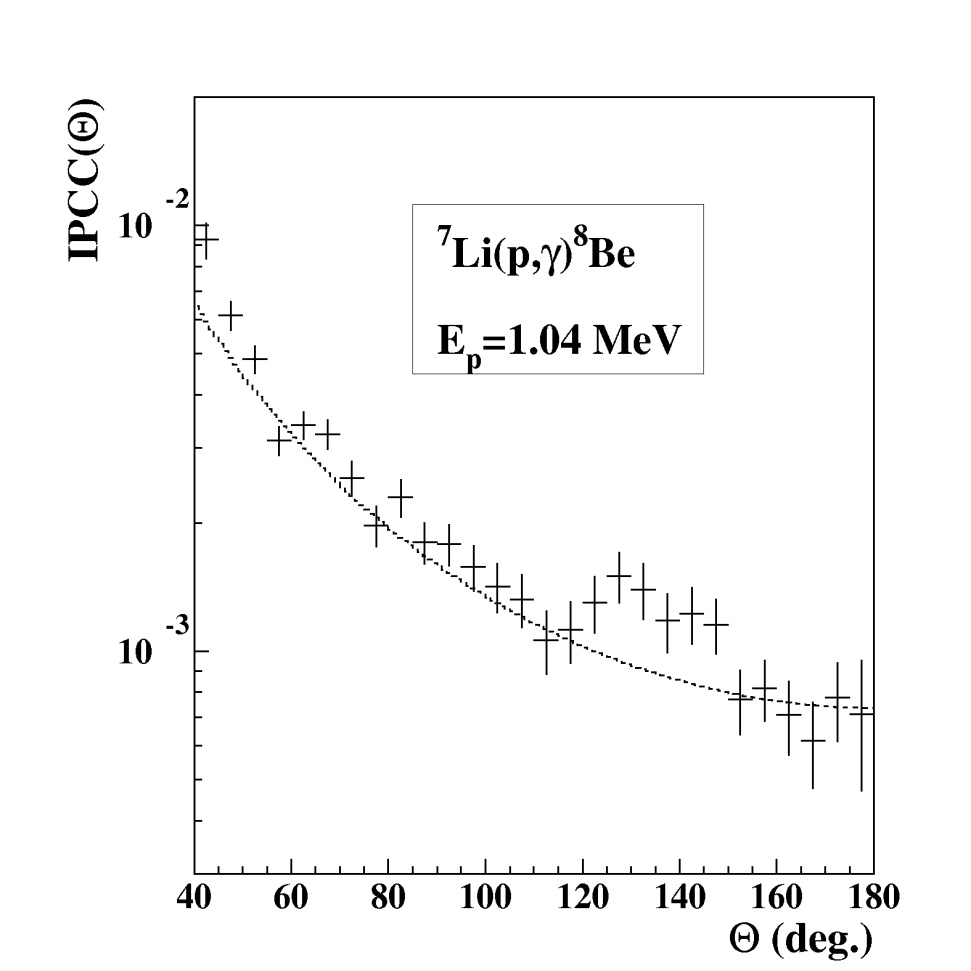 IPCC(Θ)
10⁻²
10⁻³
⁷Li(p,γ)⁸Be
Eₚ=1.04 MeV
40 60 80 100 120 140 160 180
Θ (deg.)